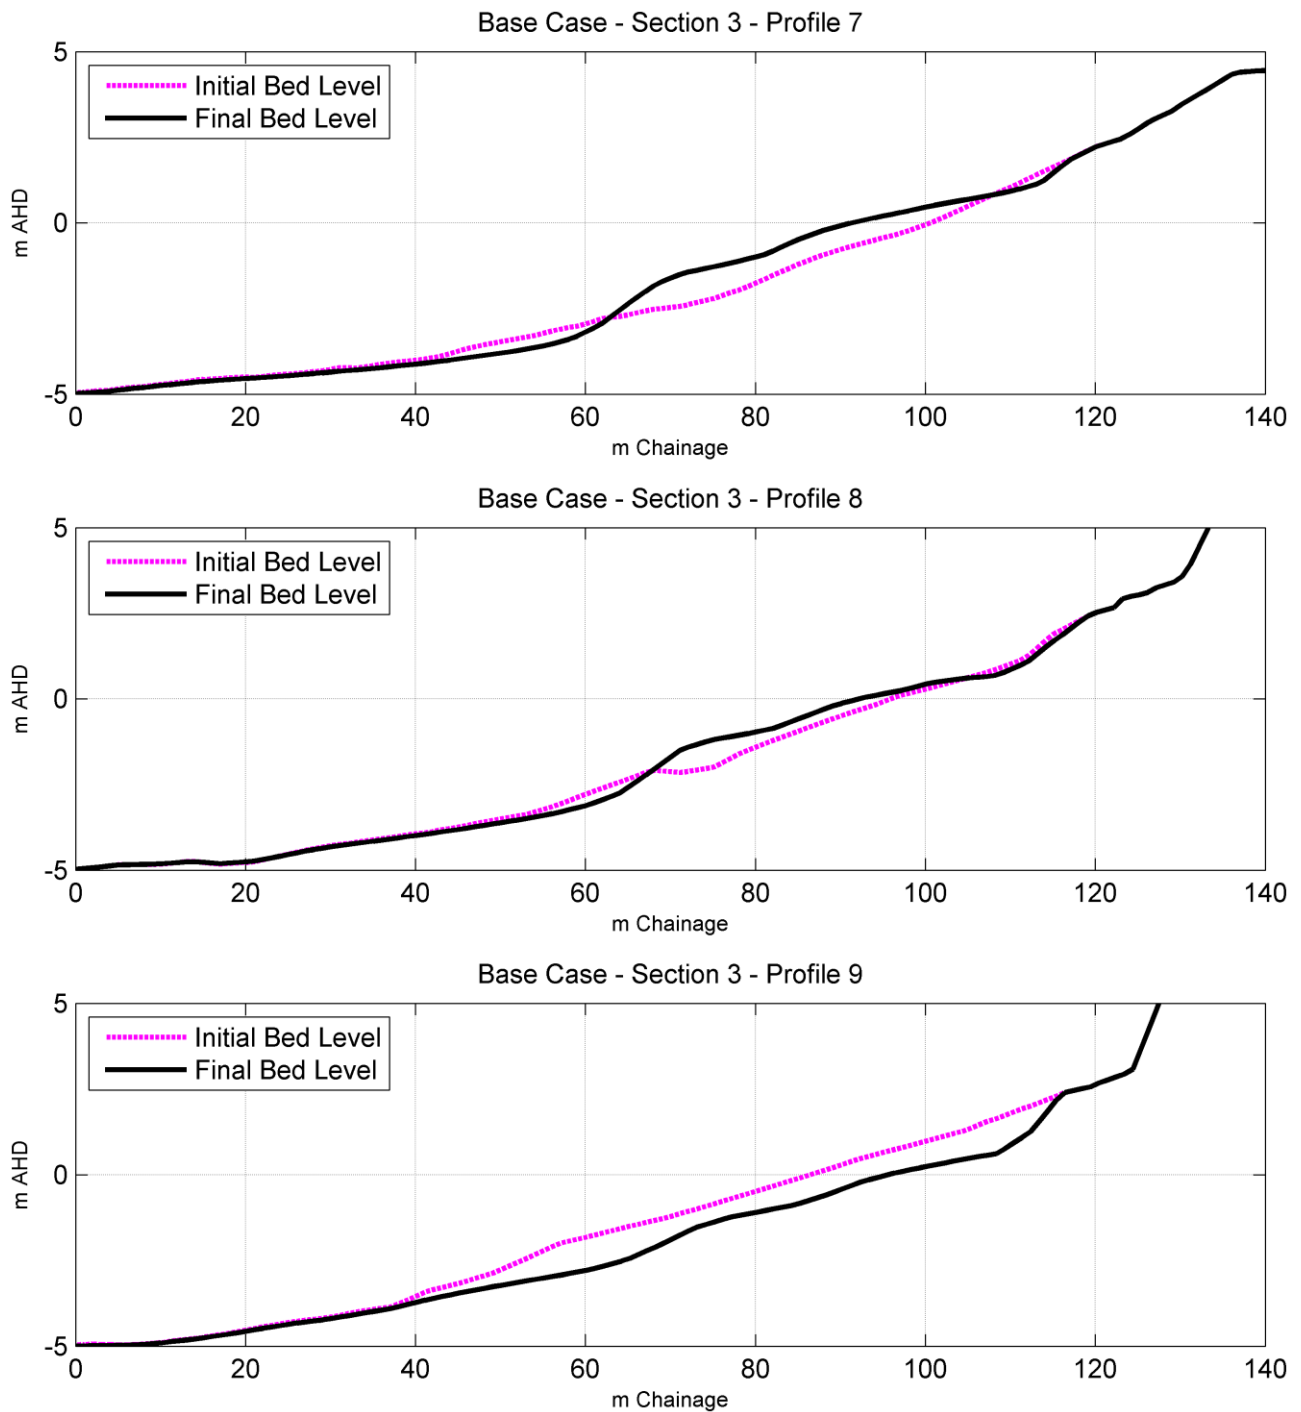 Base Case - Section 3 - Profile 7
5
Initial Bed Level
Final Bed Level
m AHD
0
-5
0 20 40 60 80 100 120 140
m Chainage
Base Case - Section 3 - Profile 8
5
Initial Bed Level
Final Bed Level
m AHD
0
-5
0 20 40 60 80 100 120 140
m Chainage
Base Case - Section 3 - Profile 9
5
Initial Bed Level
Final Bed Level
m AHD
0
-5
0 20 40 60 80 100 120 140
m Chainage